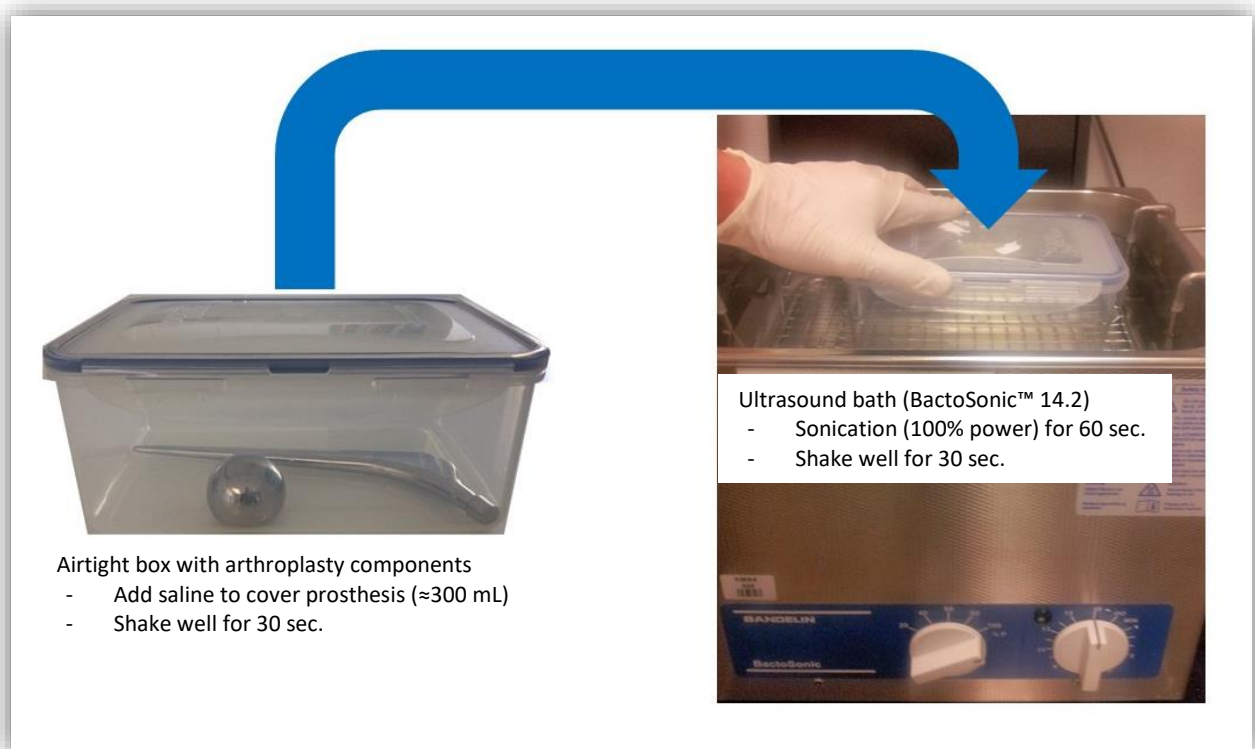 Airtight box with arthroplasty components
- Add saline to cover prosthesis (≈300 mL)
- Shake well for 30 sec.
Ultrasound bath (BactoSonic™ 14.2)
- Sonication (100% power) for 60 sec.
- Shake well for 30 sec.
BANDELIN
BactoSonic